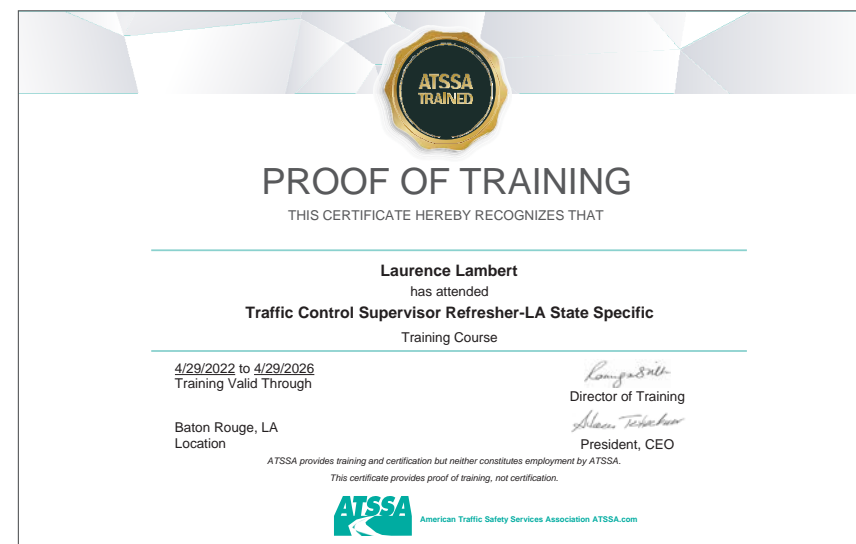 ATSSA
TRAINED
PROOF OF TRAINING
THIS CERTIFICATE HEREBY RECOGNIZES THAT
Laurence Lambert
has attended
Traffic Control Supervisor Refresher-LA State Specific
Training Course
4/29/2022 to 4/29/2026
Training Valid Through
Director of Training
Baton Rouge, LA
Location
President, CEO
ATSSA provides training and certification but neither constitutes employment by ATSSA.
This certificate provides proof of training, not certification.
ATSSA
American Traffic Safety Services Association ATSSA.com